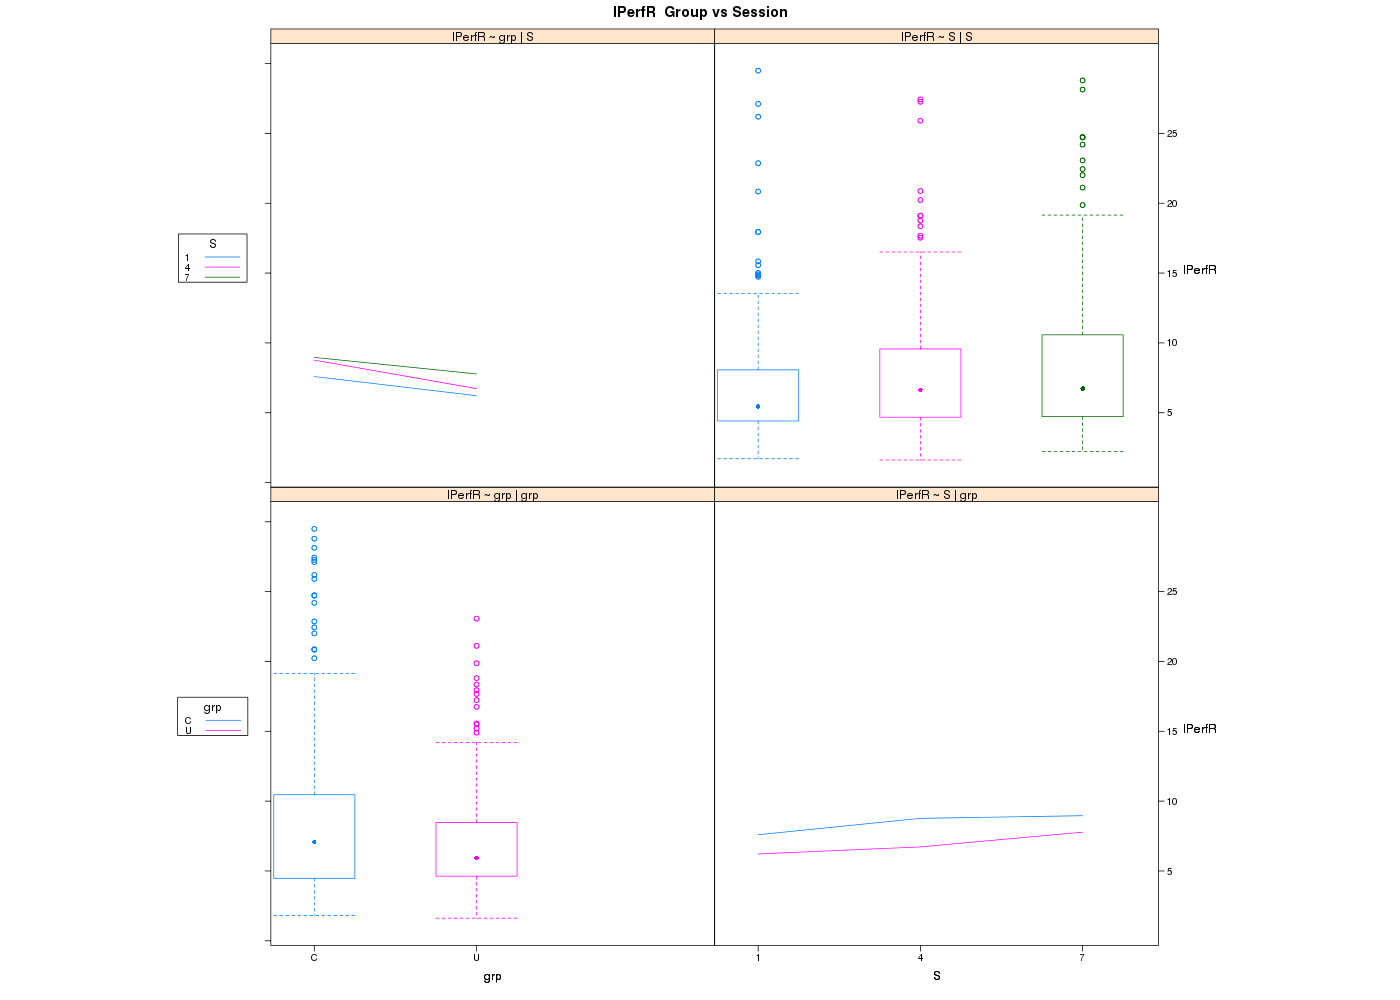 lPerfR  Group vs Session
lPerfR ~ grp | S
lPerfR ~ S | S
25
20
15
10
5
lPerfR
S
1
4
7
lPerfR ~ grp | grp
lPerfR ~ S | grp
25
20
15
10
5
lPerfR
grp
C
U
C
U
grp
1
4
7
S